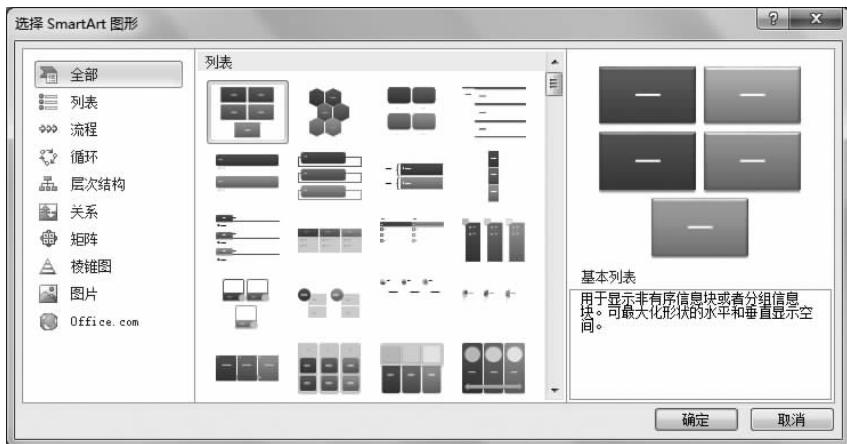 选择 SmartArt 图形
全部
列表
流程
循环
层次结构
关系
矩阵
棱锥图
图片
Office.com
列表
基本列表
用于显示非有序信息块或者分组信息
块。可最大化形状的水平和垂直显示空
间。
确定
取消